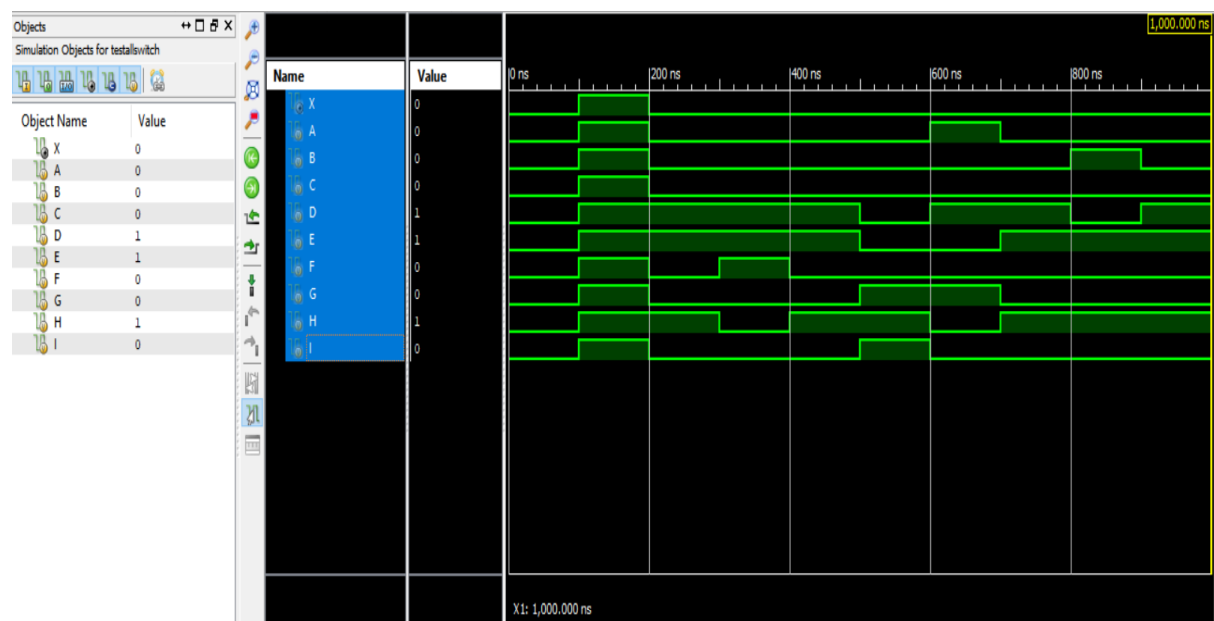 Objects
Simulation Objects for testallswitch
Object Name Value
X 0
A 0
B 0
C 0
D 1
E 1
F 0
G 0
H 1
I 0
Name Value
X 0
A 0
B 0
C 0
D 1
E 1
F 0
G 0
H 1
I 0
1,000.000 ns
0 ns 200 ns 400 ns 600 ns 800 ns
X1: 1,000.000 ns